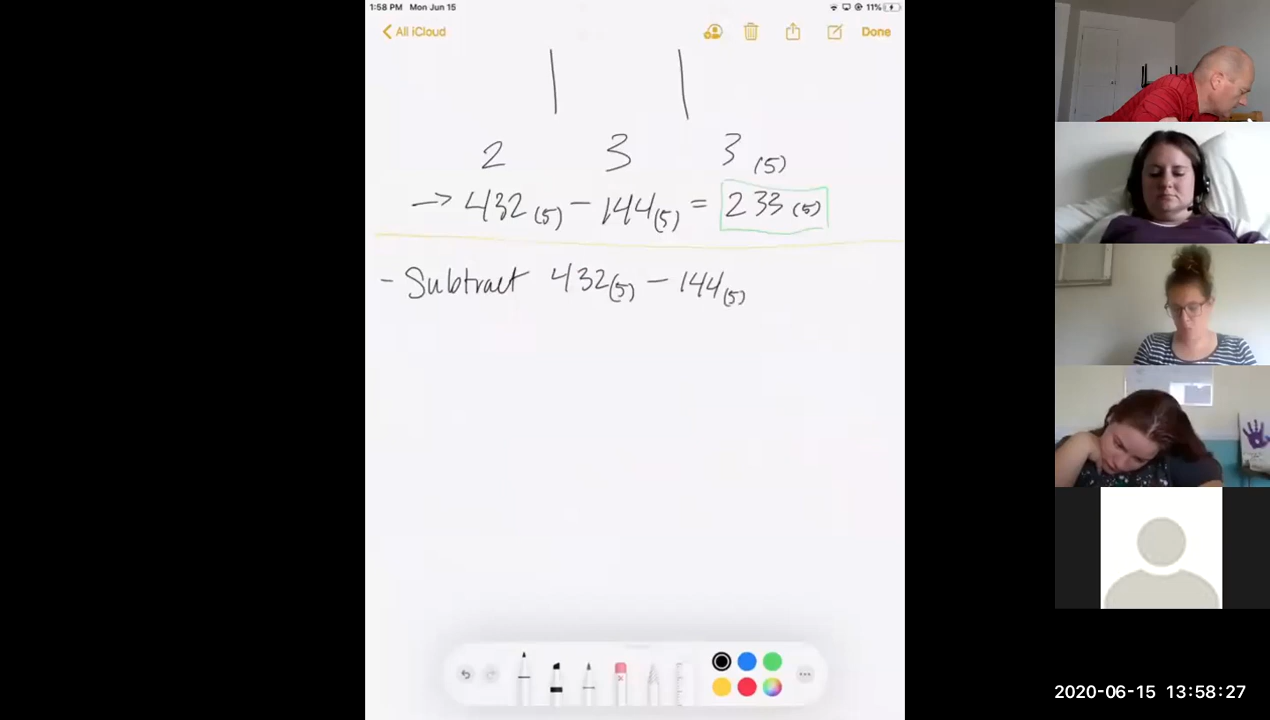 1:58 PM Mon Jun 15 11%
All iCloud Done
2 3 3 (5)
→ 432(5) - 144(5) = 233(5)
- Subtract 432(5) - 144(5)
2020-06-15 13:58:27